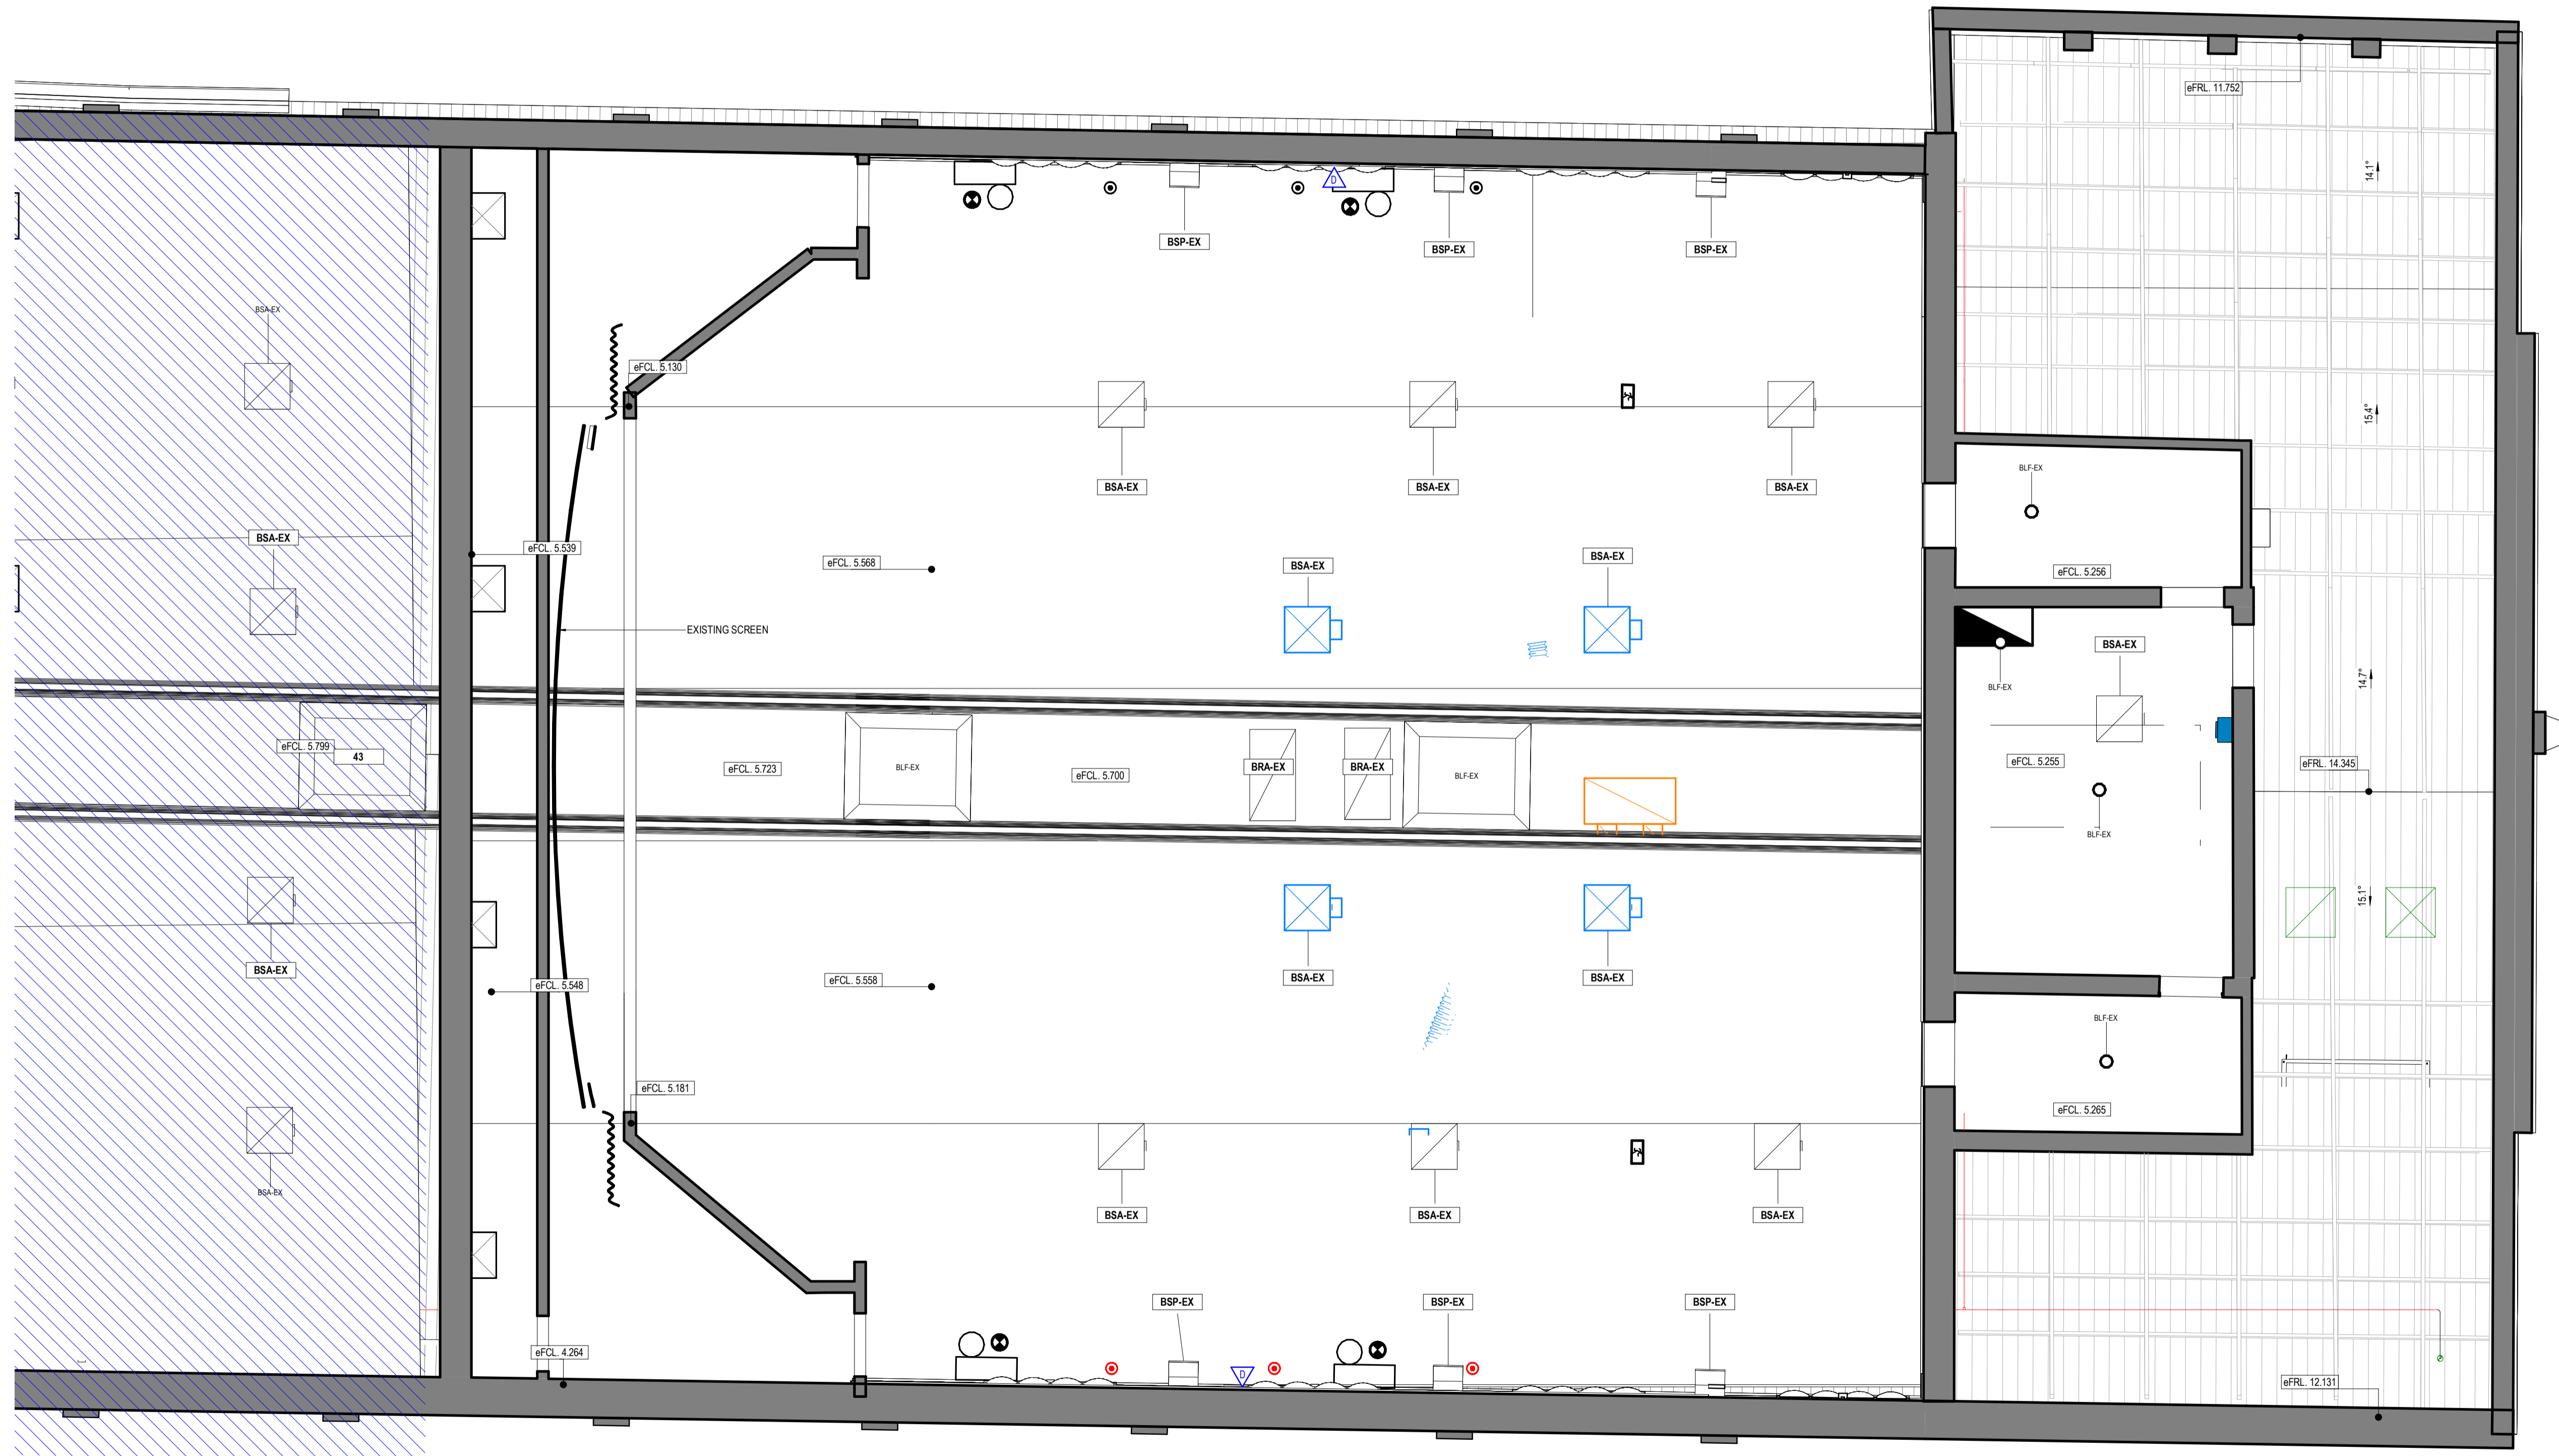 eFRL. 11.752
14.1°
D
BSP-EX
BSP-EX
BSP-EX
BSA-EX
eFCL. 5.130
15.4°
BLF-EX
BSA-EX
BSA-EX
BSA-EX
BSA-EX
eFCL. 5.539
eFCL. 5.568
BSA-EX
BSA-EX
eFCL. 5.256
EXISTING SCREEN
BSA-EX
BLF-EX
14.7°
eFCL. 5.799
43
eFCL. 5.723
BLF-EX
eFCL. 5.700
BRA-EX
BRA-EX
BLF-EX
eFCL. 5.255
eFRL. 14.345
BLF-EX
15.1°
BSA-EX
eFCL. 5.548
eFCL. 5.558
BSA-EX
BSA-EX
BLF-EX
eFCL. 5.181
eFCL. 5.265
BSA-EX
BSA-EX
BSA-EX
BSA-EX
BSP-EX
BSP-EX
BSP-EX
eFCL. 4.264
D
eFRL. 12.131